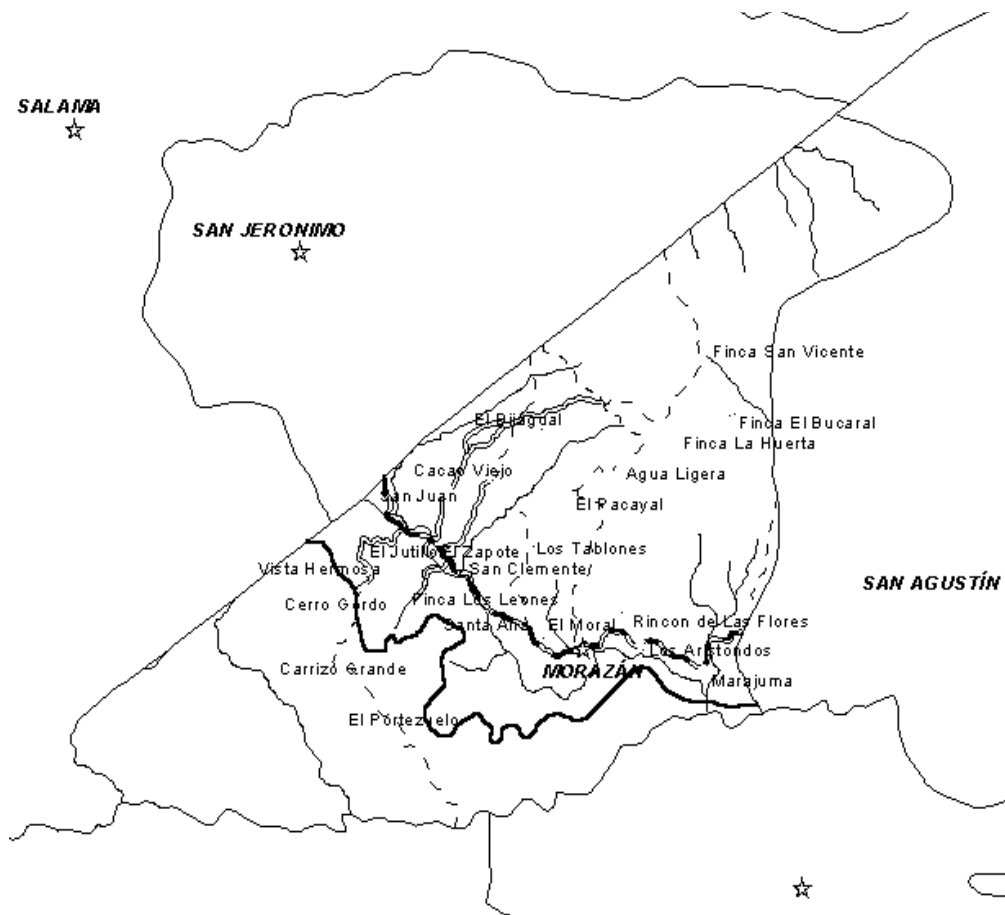 SALAMA
SAN JERONIMO
Finca San Vicente
El Bijagual
Finca El Bucaral
Finca La Huerta
Cacao Viejo
Agua Ligera
San Juan
El Pacayal
El Jutillo
El Zapote
Los Tablones
Vista Hermosa
San Clemente
SAN AGUSTÍN
Cerro Gordo
Finca Los Leones
Santa Ana
El Moral
Rincon de Las Flores
Los Aristondos
Carrizo Grande
MORAZÁN
Marajuma
El Portezuelo